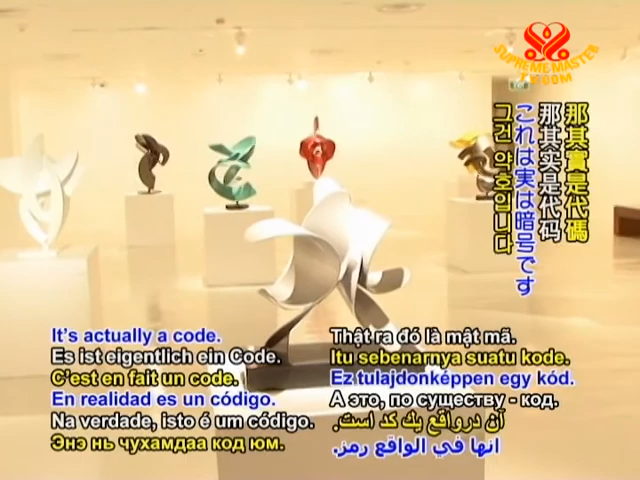 SUPREME MASTER
TV.COM
那其實是代碼
那其实是代码
これは実は暗号です
그건 약호입니다
It's actually a code.
Es ist eigentlich ein Code.
C'est en fait un code.
En realidad es un código.
Na verdade, isto é um código.
Энэ нь чухамдаа код юм.
Thật ra đó là mật mã.
Itu sebenarnya suatu kode.
Ez tulajdonképpen egy kód.
А это, по существу - код.
آن درواقع یك كد است.
انها في الواقع رمز.